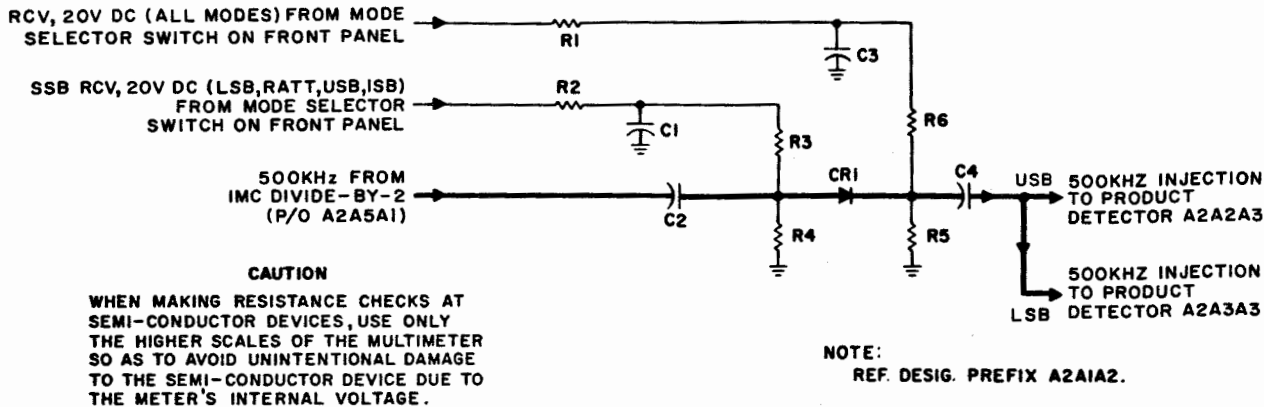 RCV, 20V DC (ALL MODES) FROM MODE
SELECTOR SWITCH ON FRONT PANEL
R1
C3
SSB RCV, 20V DC (LSB, RATT, USB, ISB)
FROM MODE SELECTOR
SWITCH ON FRONT PANEL
R2
C1
R3
R6
500KHz FROM
IMC DIVIDE-BY-2
(P/O A2A5A1)
C2
CR1
C4
R4
R5
USB
500KHZ INJECTION
TO PRODUCT
DETECTOR A2A2A3
LSB
500KHZ INJECTION
TO PRODUCT
DETECTOR A2A3A3
CAUTION
WHEN MAKING RESISTANCE CHECKS AT
SEMI-CONDUCTOR DEVICES, USE ONLY
THE HIGHER SCALES OF THE MULTIMETER
SO AS TO AVOID UNINTENTIONAL DAMAGE
TO THE SEMI-CONDUCTOR DEVICE DUE TO
THE METER'S INTERNAL VOLTAGE.
NOTE:
REF. DESIG. PREFIX A2A1A2.